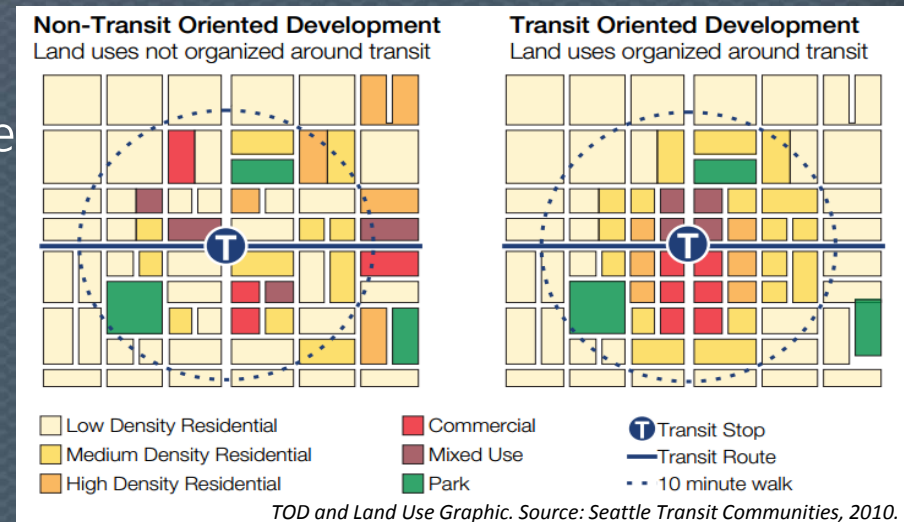 Non-Transit Oriented Development
Land uses not organized around transit
Transit Oriented Development
Land uses organized around transit
e
T
T
Low Density Residential
Medium Density Residential
High Density Residential
Commercial
Mixed Use
Park
T Transit Stop
Transit Route
10 minute walk
TOD and Land Use Graphic. Source: Seattle Transit Communities, 2010.